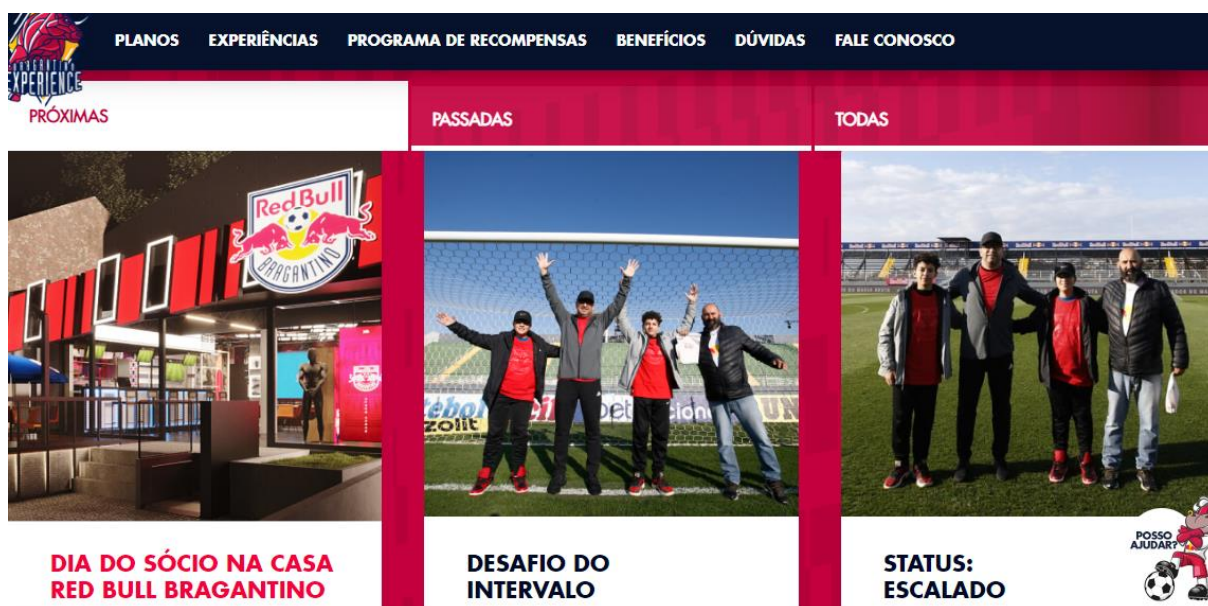 PLANOS EXPERIÊNCIAS PROGRAMA DE RECOMPENSAS BENEFÍCIOS DÚVIDAS FALE CONOSCO
BRAGANTINO
EXPERIENCE
PRÓXIMAS
PASSADAS
TODAS
Red Bull
BRAGANTINO
DIA DO SÓCIO NA CASA
RED BULL BRAGANTINO
DESAFIO DO
INTERVALO
STATUS:
ESCALADO
POSSO
AJUDAR?